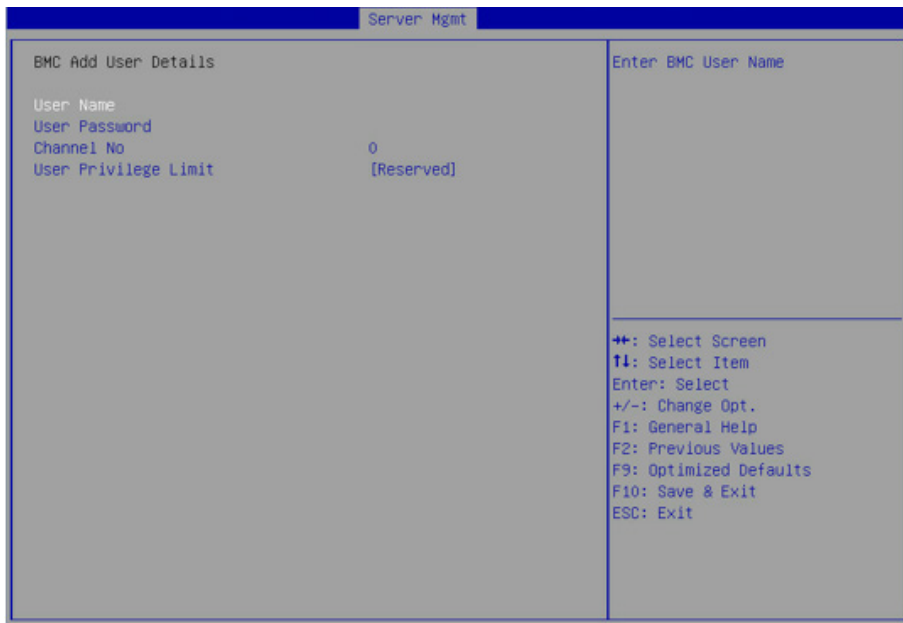 Server Mgmt
BMC Add User Details
User Name
User Password
Channel No 0
User Privilege Limit [Reserved]
Enter BMC User Name
→←: Select Screen
↑↓: Select Item
Enter: Select
+/-: Change Opt.
F1: General Help
F2: Previous Values
F9: Optimized Defaults
F10: Save & Exit
ESC: Exit